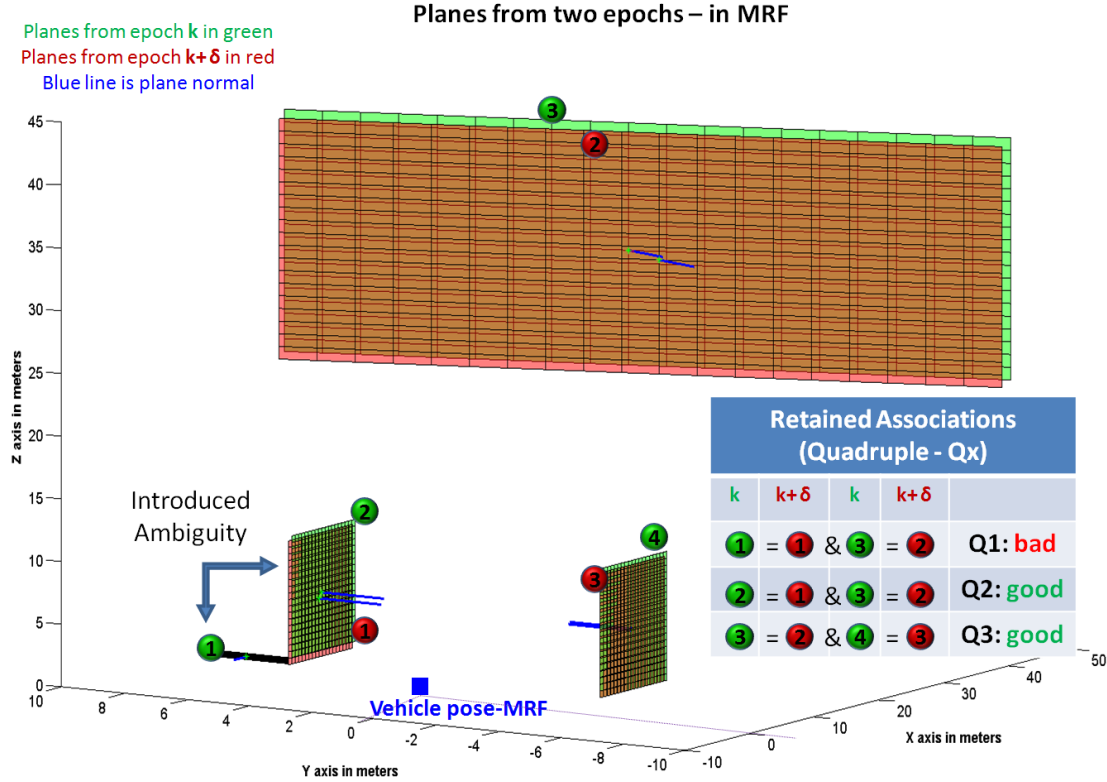 Planes from two epochs – in MRF
Planes from epoch k in green
Planes from epoch k+δ in red
Blue line is plane normal
3
2
45
40
35
30
25
20
15
10
5
0
Z axis in meters
Introduced
Ambiguity
2
1
1
4
3
Vehicle pose-MRF
10
8
6
4
2
0
-2
-4
-6
-8
-10
Y axis in meters
-10
0
10
20
30
40
50
X axis in meters
Retained Associations
(Quadruple - Qx)
k k+δ k k+δ
1 = 1 & 3 = 2 Q1: bad
2 = 1 & 3 = 2 Q2: good
3 = 2 & 4 = 3 Q3: good